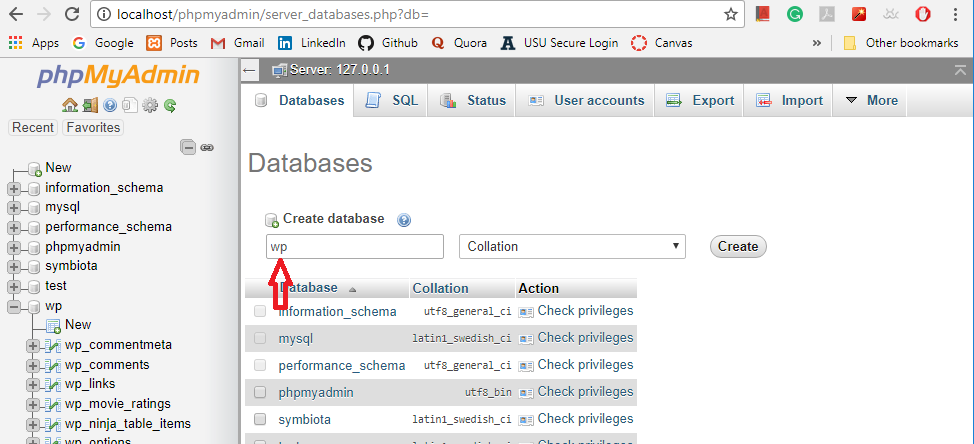 localhost/phpmyadmin/server_databases.php?db=
Apps Google Posts Gmail LinkedIn Github Quora USU Secure Login Canvas » Other bookmarks
phpMyAdmin
Recent Favorites
New
information_schema
mysql
performance_schema
phpmyadmin
symbiota
test
wp
New
wp_commentmeta
wp_comments
wp_links
wp_movie_ratings
wp_ninja_table_items
wp_options
Server: 127.0.0.1
Databases SQL Status User accounts Export Import More
Databases
Create database
wp Collation Create
Database Collation Action
information_schema utf8_general_ci Check privileges
mysql latin1_swedish_ci Check privileges
performance_schema utf8_general_ci Check privileges
phpmyadmin utf8_bin Check privileges
symbiota latin1_swedish_ci Check privileges